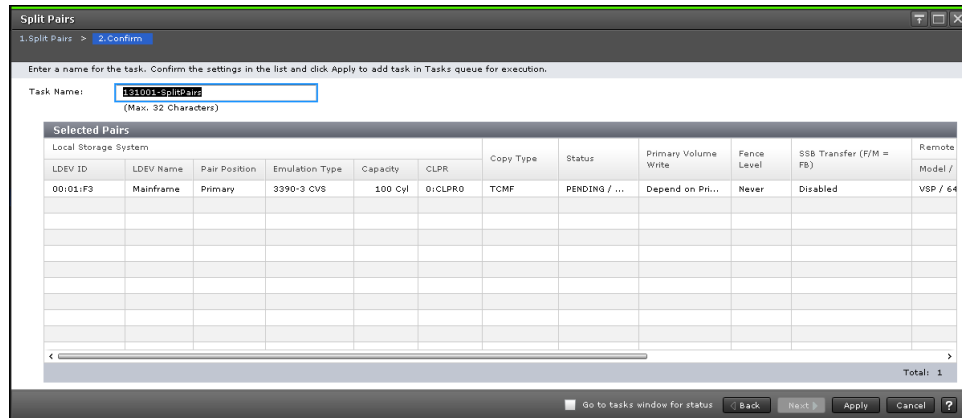 Split Pairs
1.Split Pairs > 2.Confirm
Enter a name for the task. Confirm the settings in the list and click Apply to add task in Tasks queue for execution.
Task Name: 131001-SplitPairs
(Max. 32 Characters)
Selected Pairs
Local Storage System Copy Type Status Primary Volume Write Fence Level SSB Transfer (F/M = FB) Remote
LDEV ID LDEV Name Pair Position Emulation Type Capacity CLPR Model /
00:01:F3 Mainframe Primary 3390-3 CVS 100 Cyl 0:CLPR0 TCMF PENDING / ... Depend on Pri... Never Disabled VSP / 64
Total: 1
Go to tasks window for status Back Next Apply Cancel ?